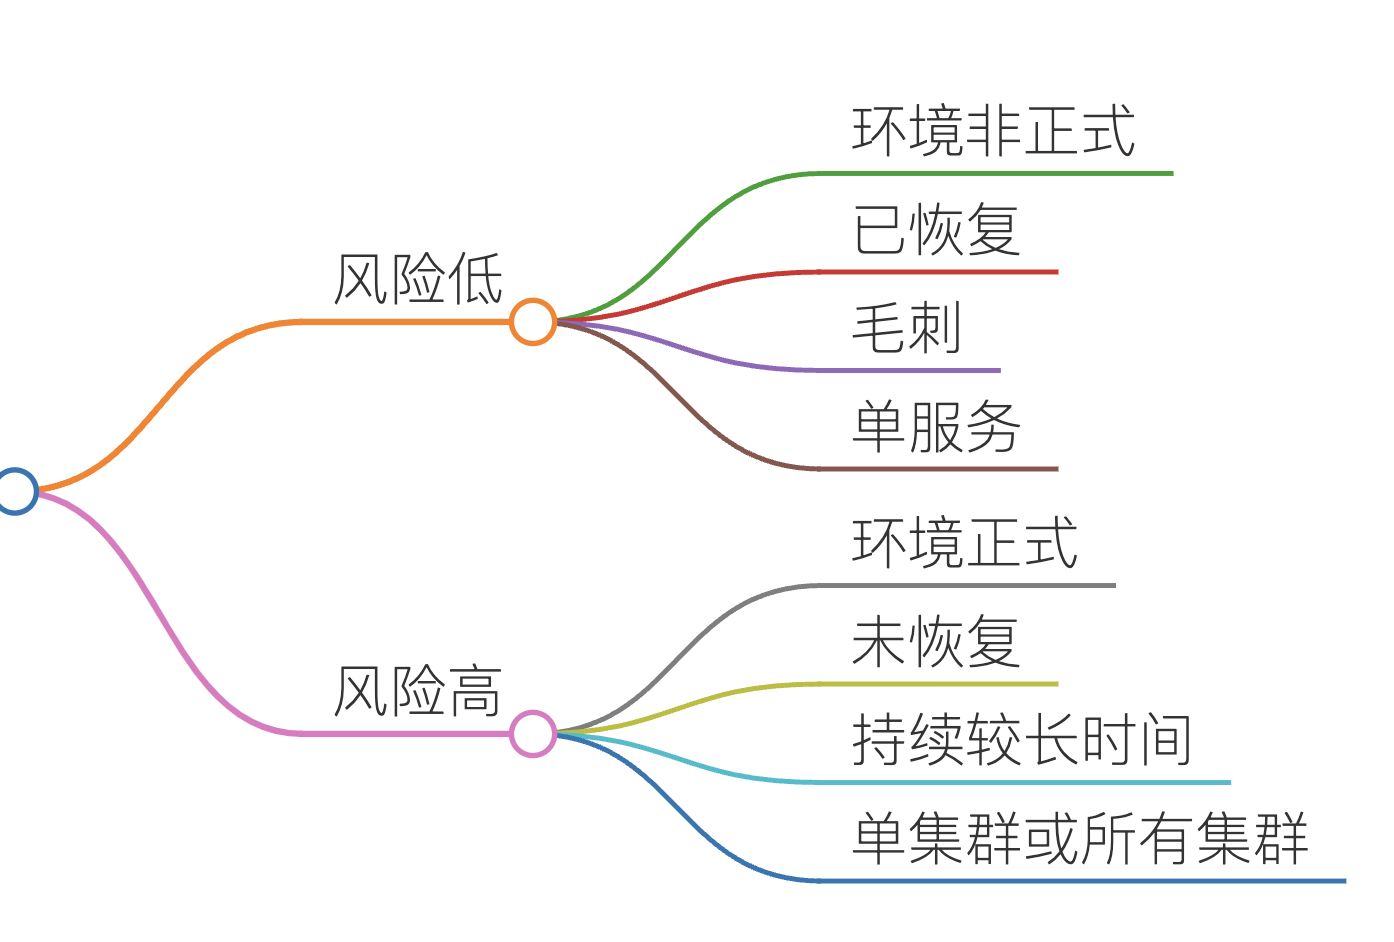 风险低
环境非正式
已恢复
毛刺
单服务
风险高
环境正式
未恢复
持续较长时间
单集群或所有集群